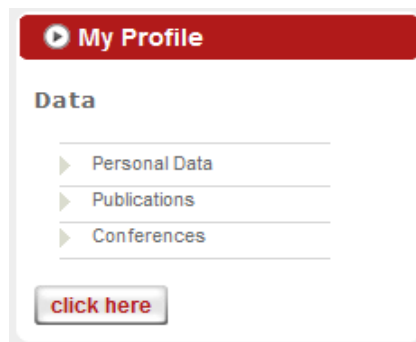 My Profile
Data
Personal Data
Publications
Conferences
click here